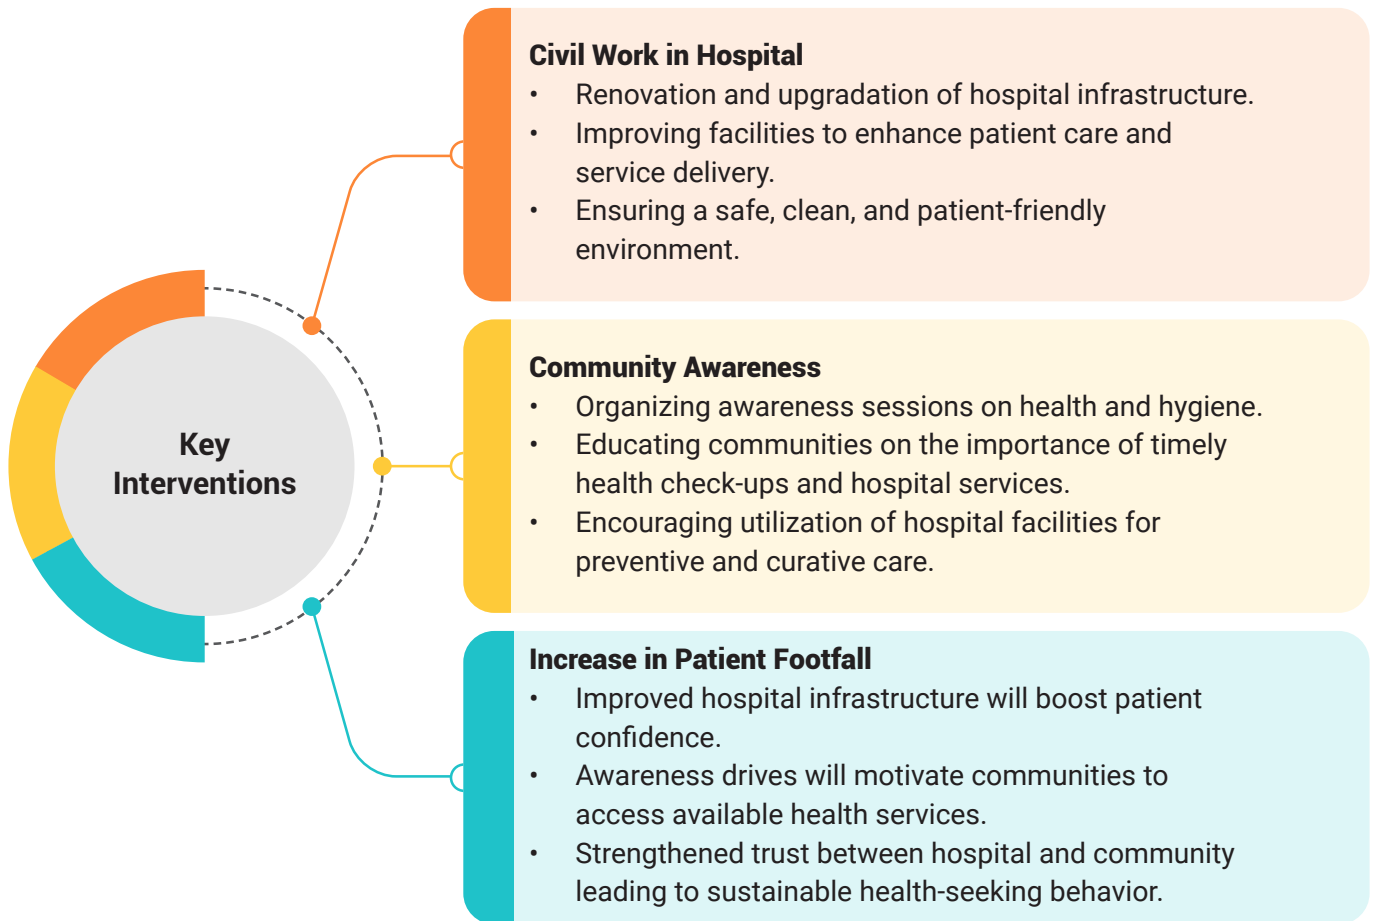 Key
Interventions
Civil Work in Hospital
• Renovation and upgradation of hospital infrastructure.
• Improving facilities to enhance patient care and
service delivery.
• Ensuring a safe, clean, and patient-friendly
environment.
Community Awareness
• Organizing awareness sessions on health and hygiene.
• Educating communities on the importance of timely
health check-ups and hospital services.
• Encouraging utilization of hospital facilities for
preventive and curative care.
Increase in Patient Footfall
• Improved hospital infrastructure will boost patient
confidence.
• Awareness drives will motivate communities to
access available health services.
• Strengthened trust between hospital and community
leading to sustainable health-seeking behavior.